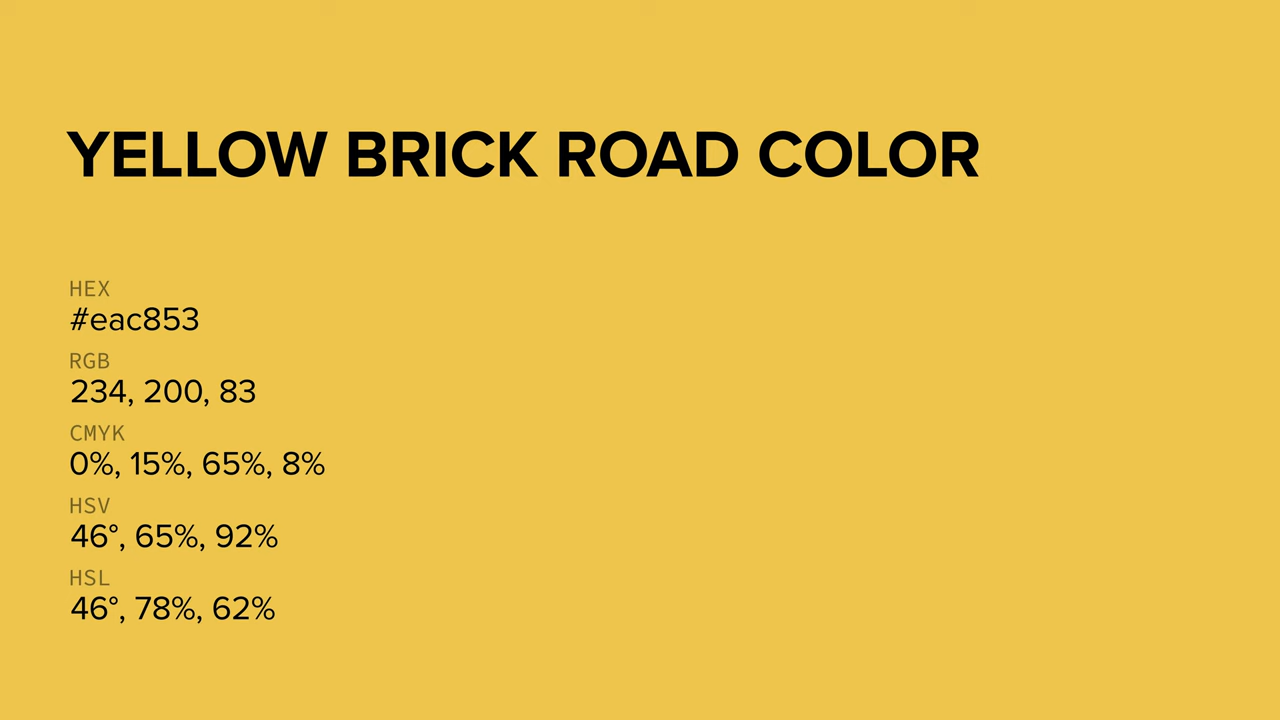 YELLOW BRICK ROAD COLOR
HEX
#eac853
RGB
234, 200, 83
CMYK
0%, 15%, 65%, 8%
HSV
46°, 65%, 92%
HSL
46°, 78%, 62%